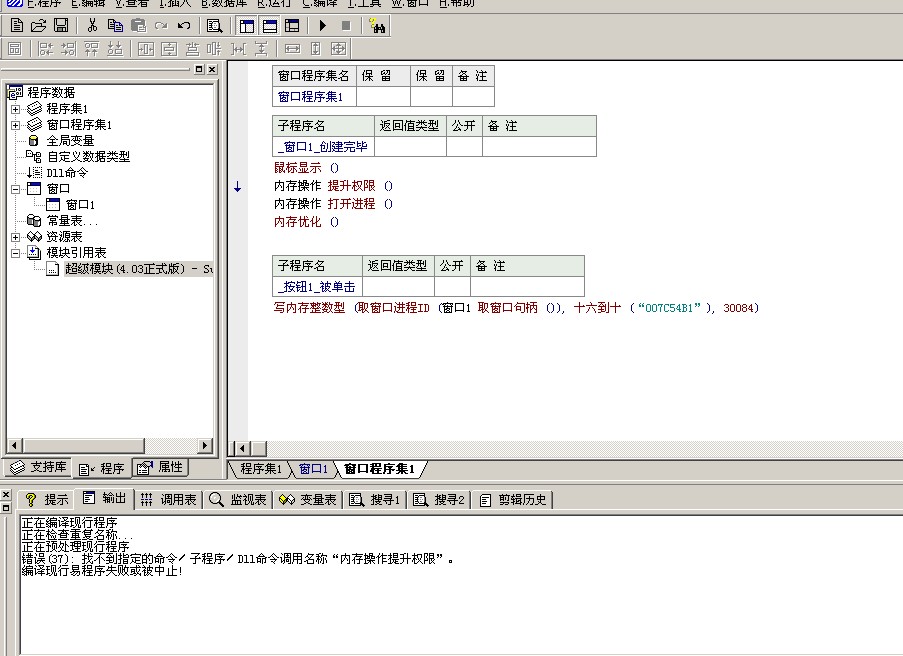 F.程序 E.编辑 V.查看 I.插入 B.数据库 R.运行 C.编译 T.工具 W.窗口 H.帮助
程序数据
程序集1
窗口程序集1
全局变量
自定义数据类型
Dll命令
窗口
窗口1
常量表...
资源表
模块引用表
超级模块(4.03正式版) - Su
支持库 程序 属性
窗口程序集名 保 留 保 留 备 注
窗口程序集1
子程序名 返回值类型 公开 备 注
_窗口1_创建完毕
鼠标显示 ()
内存操作 提升权限 ()
内存操作 打开进程 ()
内存优化 ()
子程序名 返回值类型 公开 备 注
_按钮1_被单击
写内存整数型 (取窗口进程ID (窗口1 取窗口句柄 ()), 十六到十 (“007C54B1”), 30084)
程序集1 窗口1 窗口程序集1
提示 输出 调用表 监视表 变量表 搜寻1 搜寻2 剪辑历史
正在编译现行程序
正在检查重复名称...
正在预处理现行程序
错误(37): 找不到指定的命令/ 子程序/ Dll命令调用名称“内存操作提升权限”。
编译现行易程序失败或被中止!